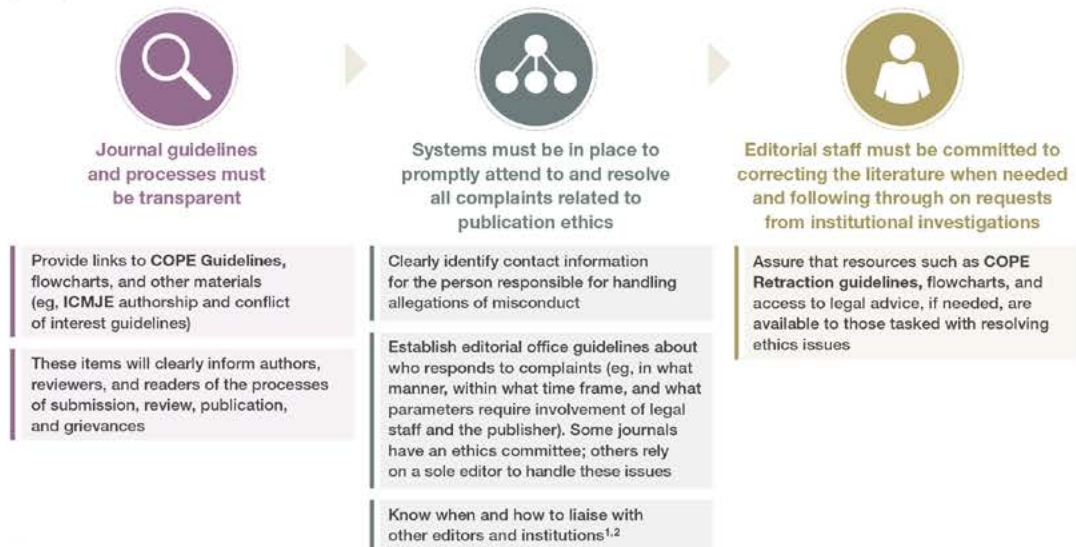 Journal guidelines
and processes must
be transparent
Provide links to COPE Guidelines,
flowcharts, and other materials
(eg, ICMJE authorship and conflict
of interest guidelines)
These items will clearly inform authors,
reviewers, and readers of the processes
of submission, review, publication,
and grievances
Systems must be in place to
promptly attend to and resolve
all complaints related to
publication ethics
Clearly identify contact information
for the person responsible for handling
allegations of misconduct
Establish editorial office guidelines about
who responds to complaints (eg, in what
manner, within what time frame, and what
parameters require involvement of legal
staff and the publisher). Some journals
have an ethics committee; others rely
on a sole editor to handle these issues
Know when and how to liaise with
other editors and institutions¹,²
Editorial staff must be committed to
correcting the literature when needed
and following through on requests
from institutional investigations
Assure that resources such as COPE
Retraction guidelines, flowcharts, and
access to legal advice, if needed, are
available to those tasked with resolving
ethics issues